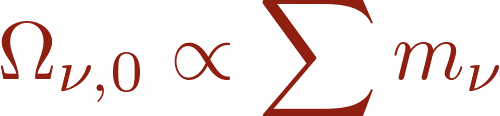 Ω_{ν,0} ∝ ∑ m_ν